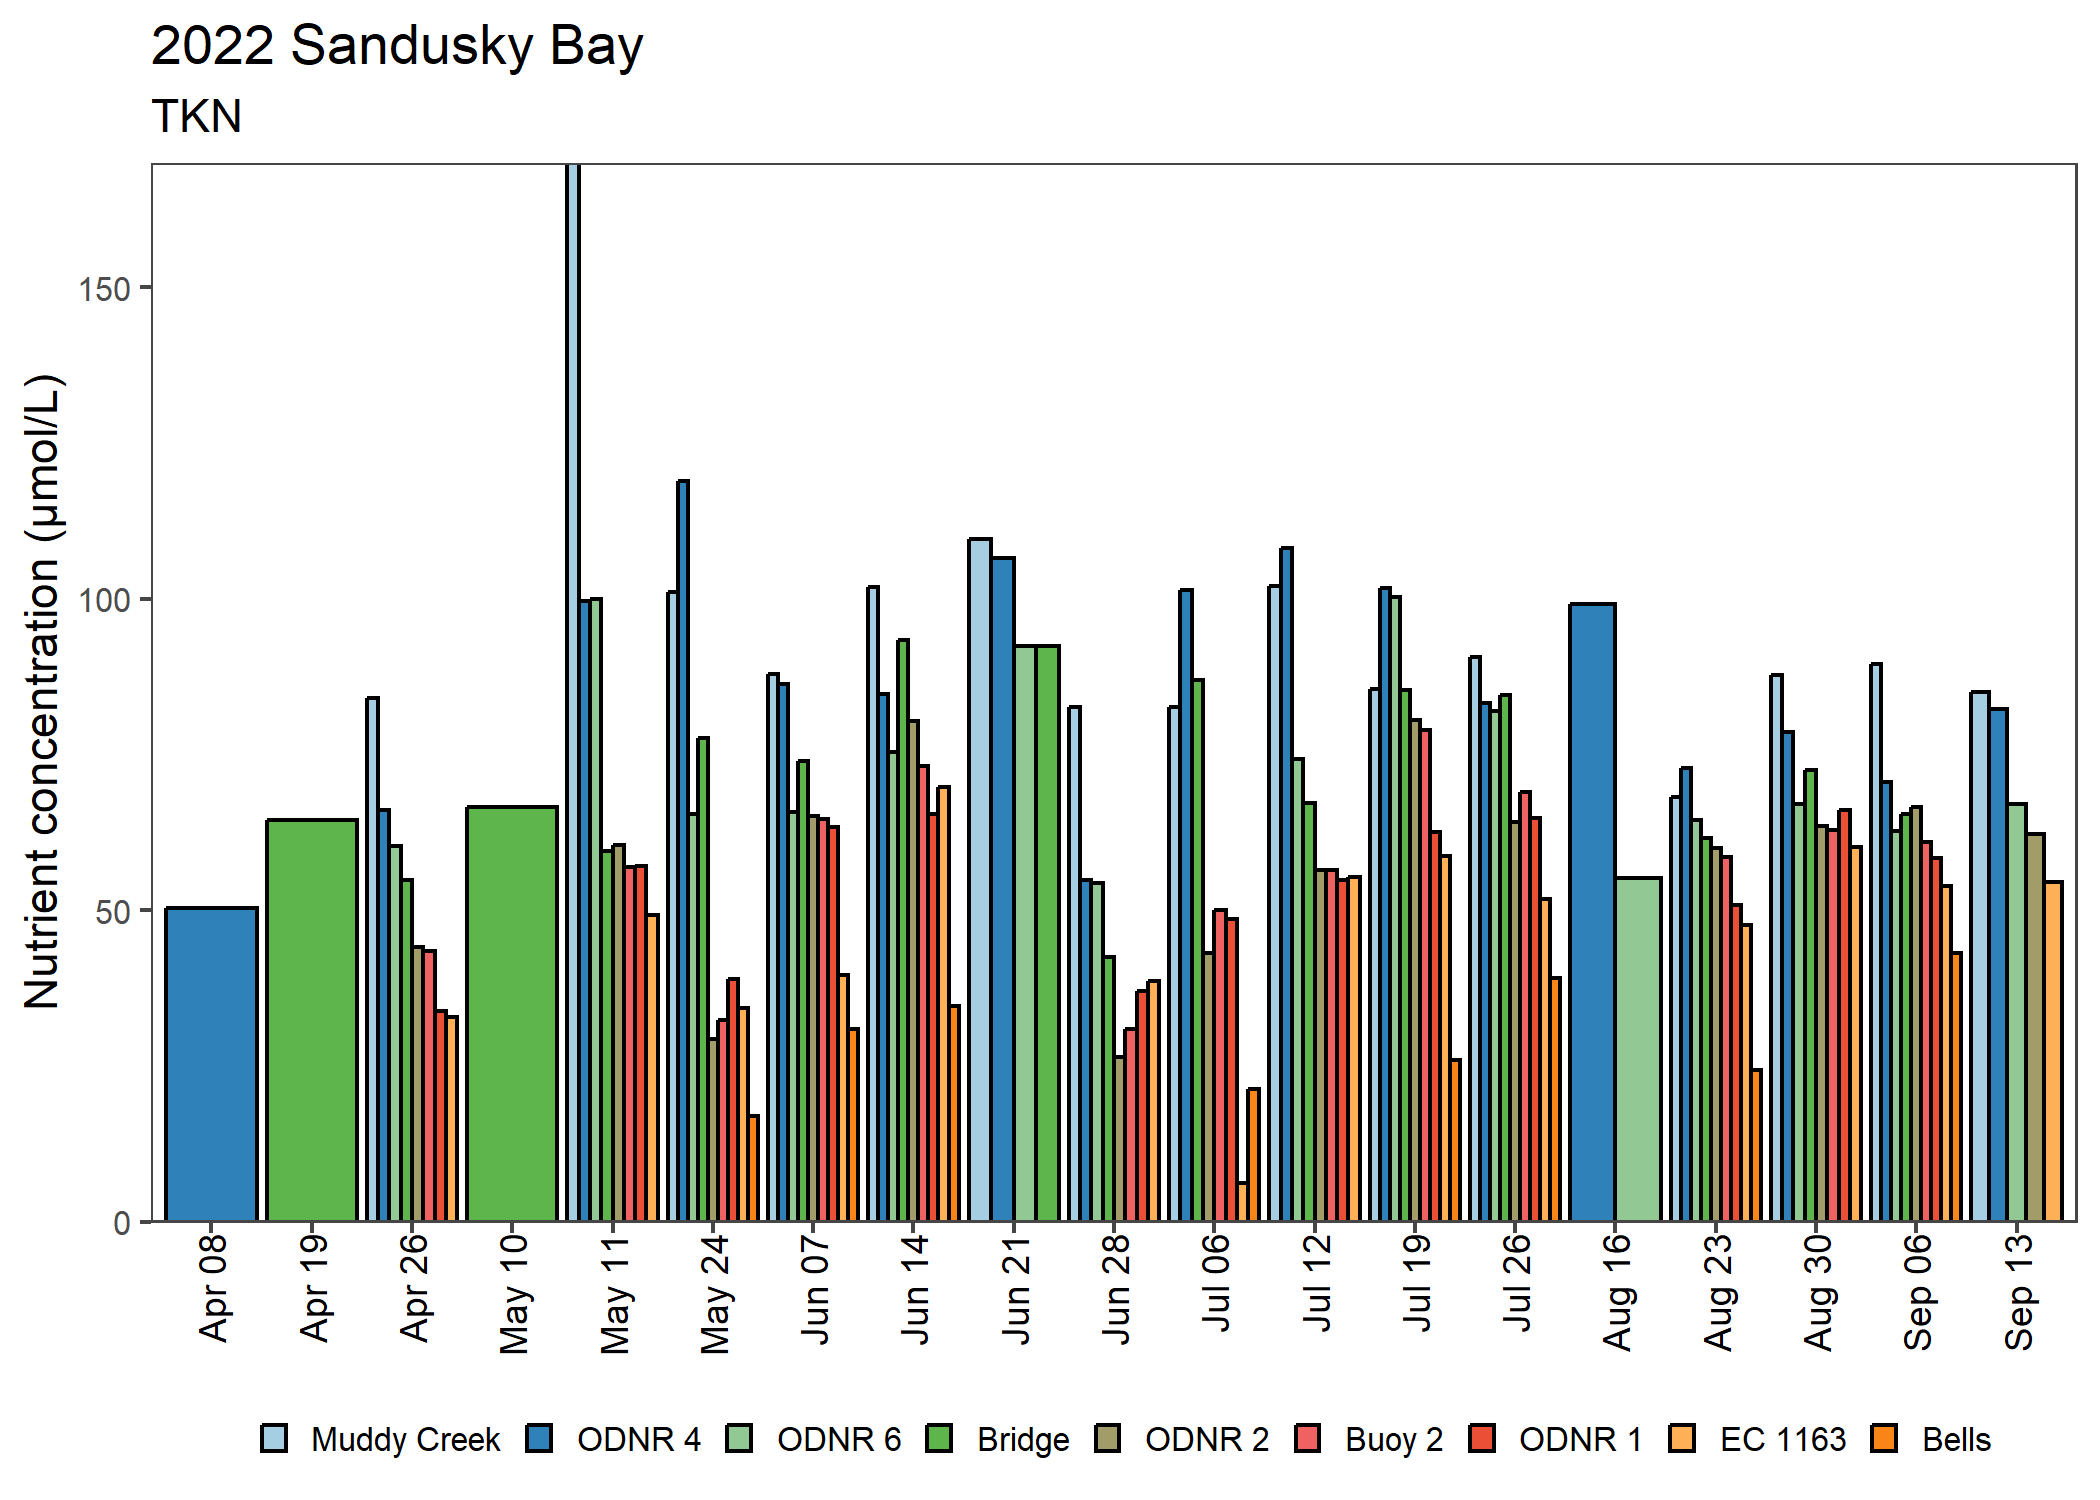 2022 Sandusky Bay
TKN
Nutrient concentration (μmol/L)
150
100
50
0
Apr 08
Apr 19
Apr 26
May 10
May 11
May 24
Jun 07
Jun 14
Jun 21
Jun 28
Jul 06
Jul 12
Jul 19
Jul 26
Aug 16
Aug 23
Aug 30
Sep 06
Sep 13
Muddy Creek ODNR 4 ODNR 6 Bridge ODNR 2 Buoy 2 ODNR 1 EC 1163 Bells